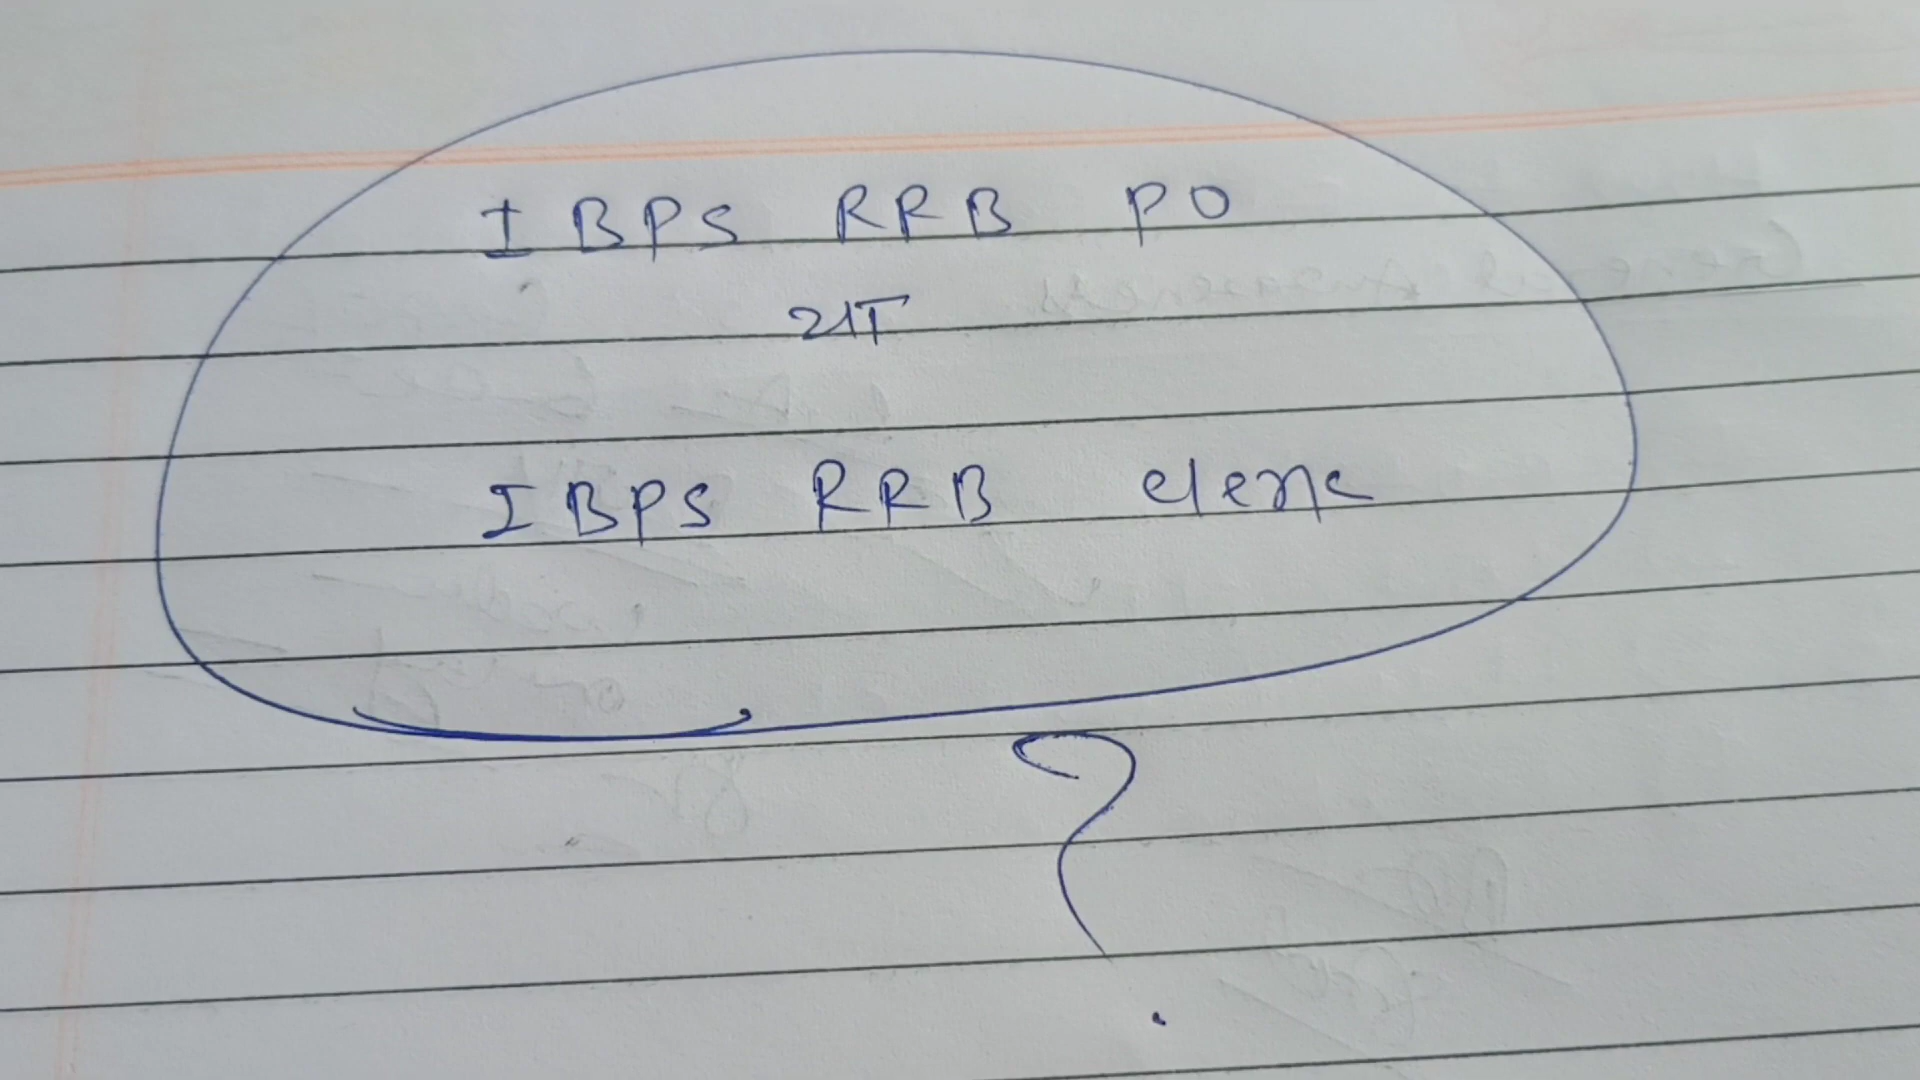 IBPS RRB PO
या
IBPS RRB clerk
?